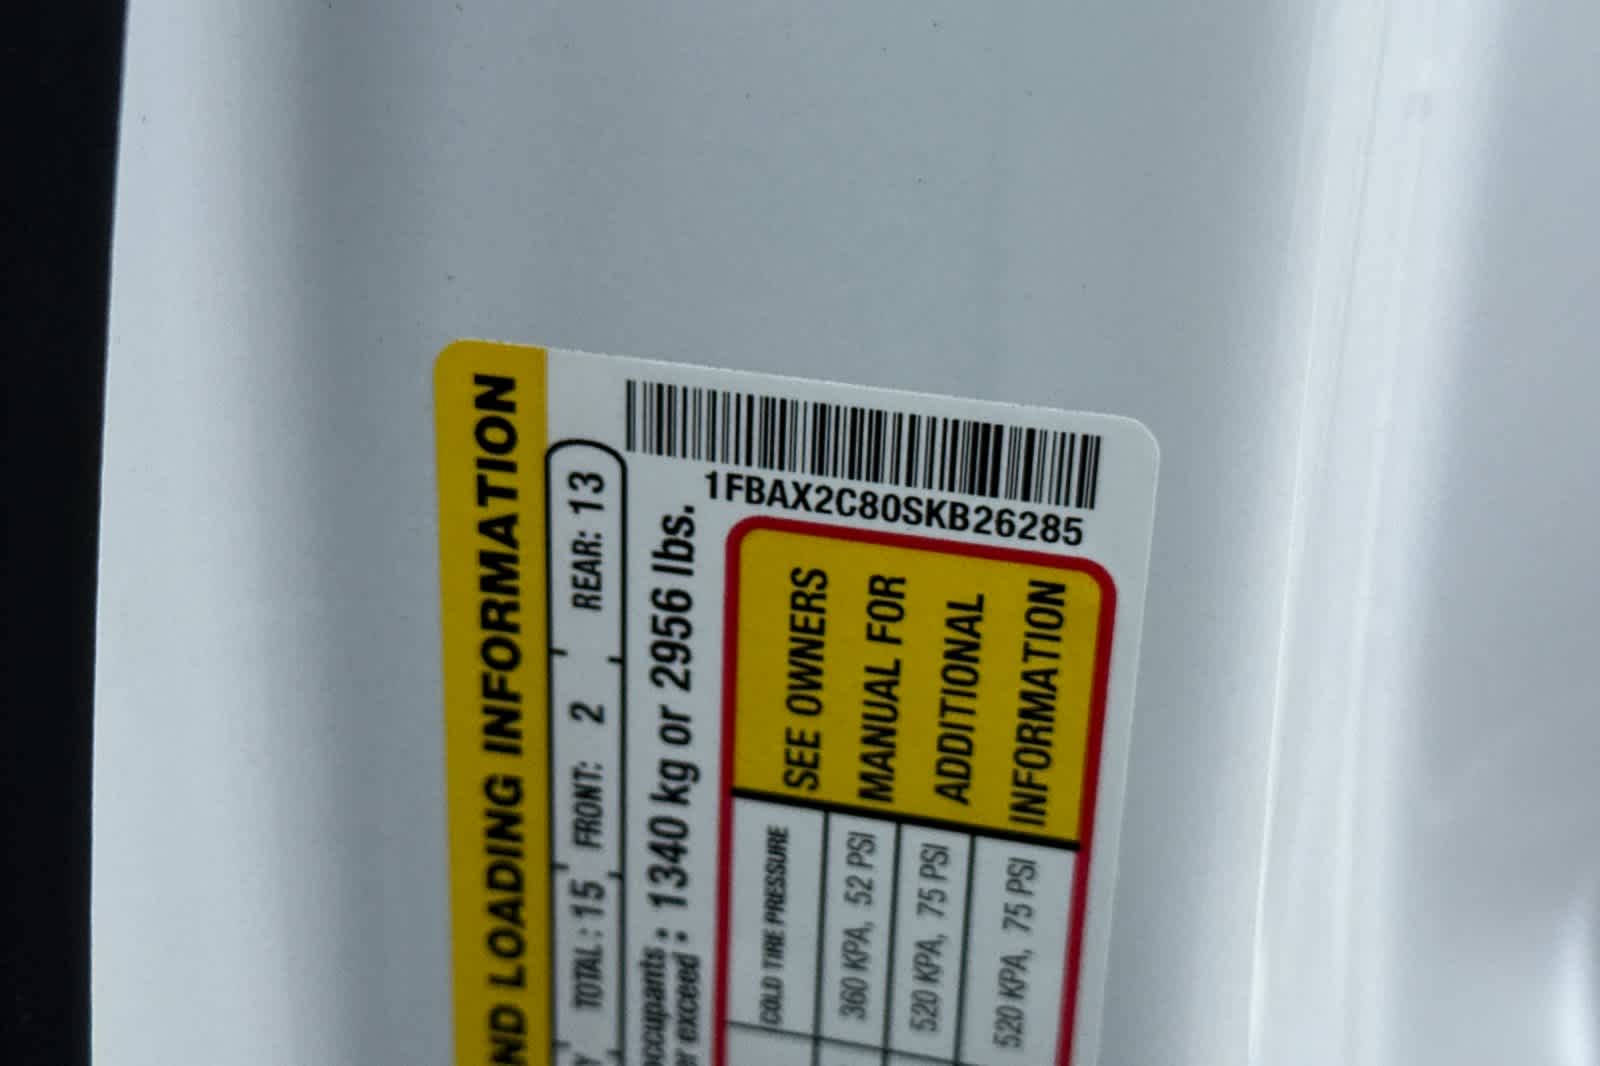 1FBAX2C80SKB26285
ND LOADING INFORMATION
TOTAL: 15 FRONT: 2 REAR: 13
1340 kg or 2956 lbs.
exceed:
COLD TIRE PRESSURE
360 KPA, 52 PSI
520 KPA, 75 PSI
520 KPA, 75 PSI
SEE OWNERS
MANUAL FOR
ADDITIONAL
INFORMATION